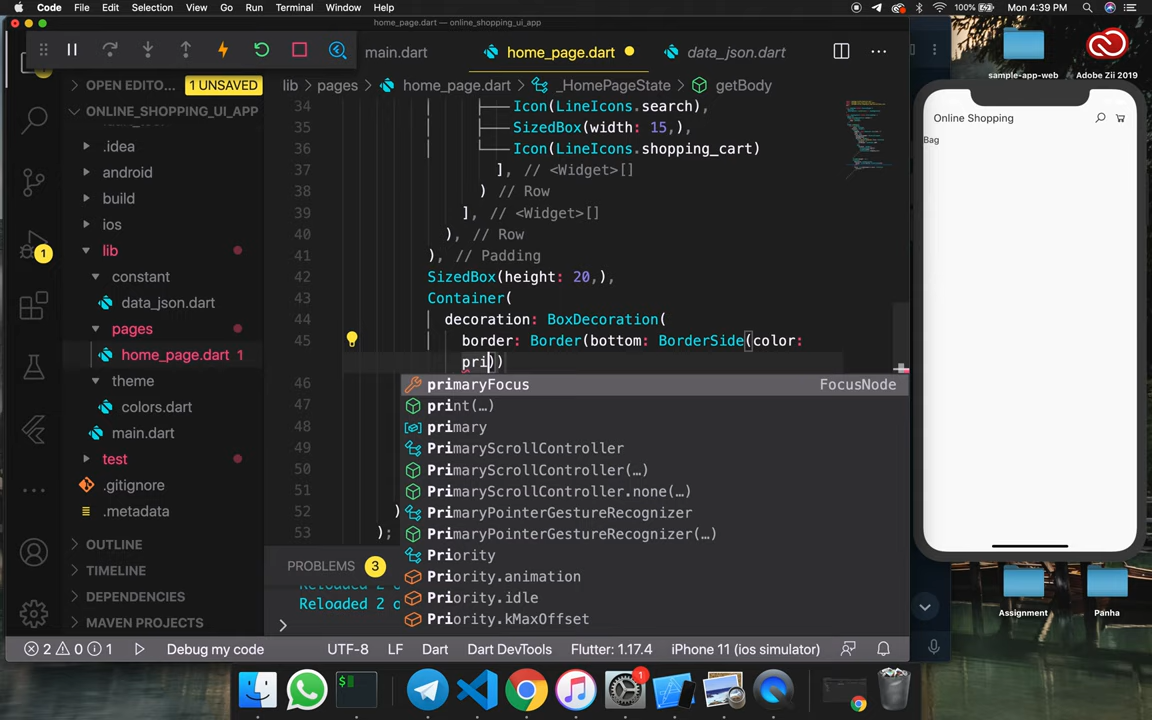 Code File Edit Selection View Go Run Terminal Window Help 100% Mon 4:39 PM
home_page.dart — online_shopping_ui_app
main.dart home_page.dart data_json.dart
OPEN EDITO... 1 UNSAVED
lib pages home_page.dart _HomePageState getBody
ONLINE_SHOPPING_UI_APP
.idea
android
build
ios
lib
constant
data_json.dart
pages
home_page.dart 1
theme
colors.dart
main.dart
test
.gitignore
.metadata
OUTLINE
TIMELINE
DEPENDENCIES
MAVEN PROJECTS
1
34 Icon(LineIcons.search),
35 SizedBox(width: 15,),
36 Icon(LineIcons.shopping_cart)
37 ], // <Widget>[]
38 ) // Row
39 ], // <Widget>[]
40 ), // Row
41 ), // Padding
42 SizedBox(height: 20,),
43 Container(
44 decoration: BoxDecoration(
45 border: Border(bottom: BorderSide(color:
pri))
46
47
48
49
50
51
52 )
53 );
primaryFocus FocusNode
print(…)
primary
PrimaryScrollController
PrimaryScrollController(…)
PrimaryScrollController.none(…)
PrimaryPointerGestureRecognizer
PrimaryPointerGestureRecognizer(…)
Priority
Priority.animation
Priority.idle
Priority.kMaxOffset
PROBLEMS 3
Reloaded 2 o
2 0 1 Debug my code UTF-8 LF Dart Dart DevTools Flutter: 1.17.4 iPhone 11 (ios simulator)
sample-app-web Adobe Zii 2019
Online Shopping
Bag
Assignment Panha
1